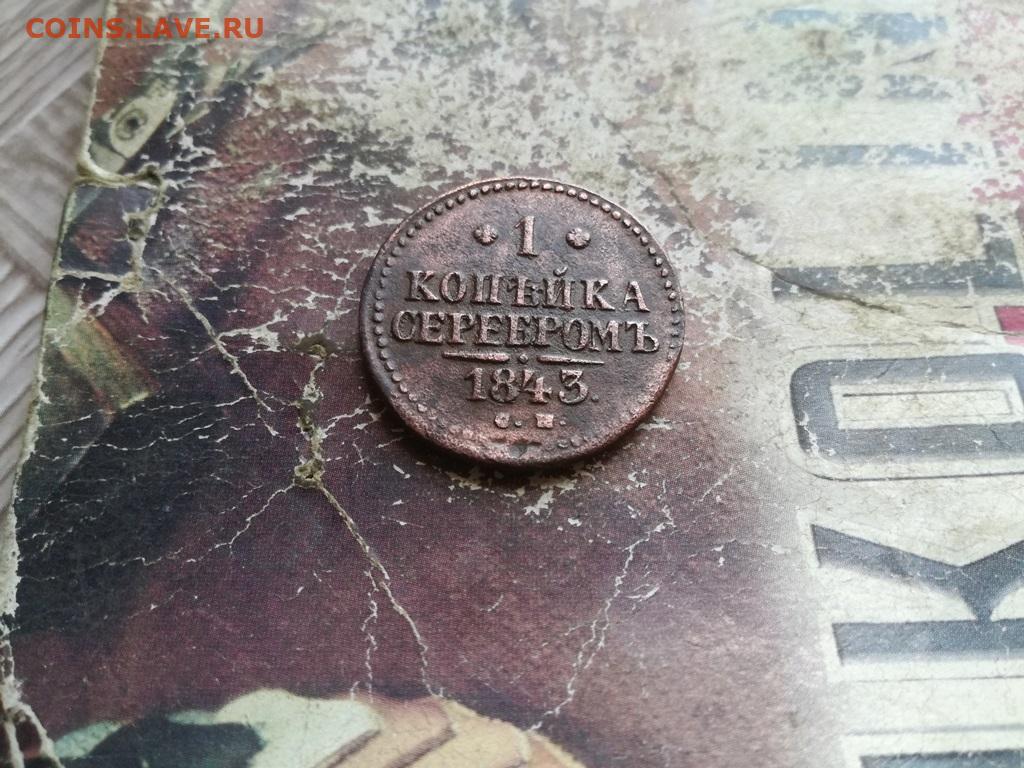 COINS.LAVE.RU
1
КОПѢЙКА
СЕРЕБРОМЪ
1843.
С. М.